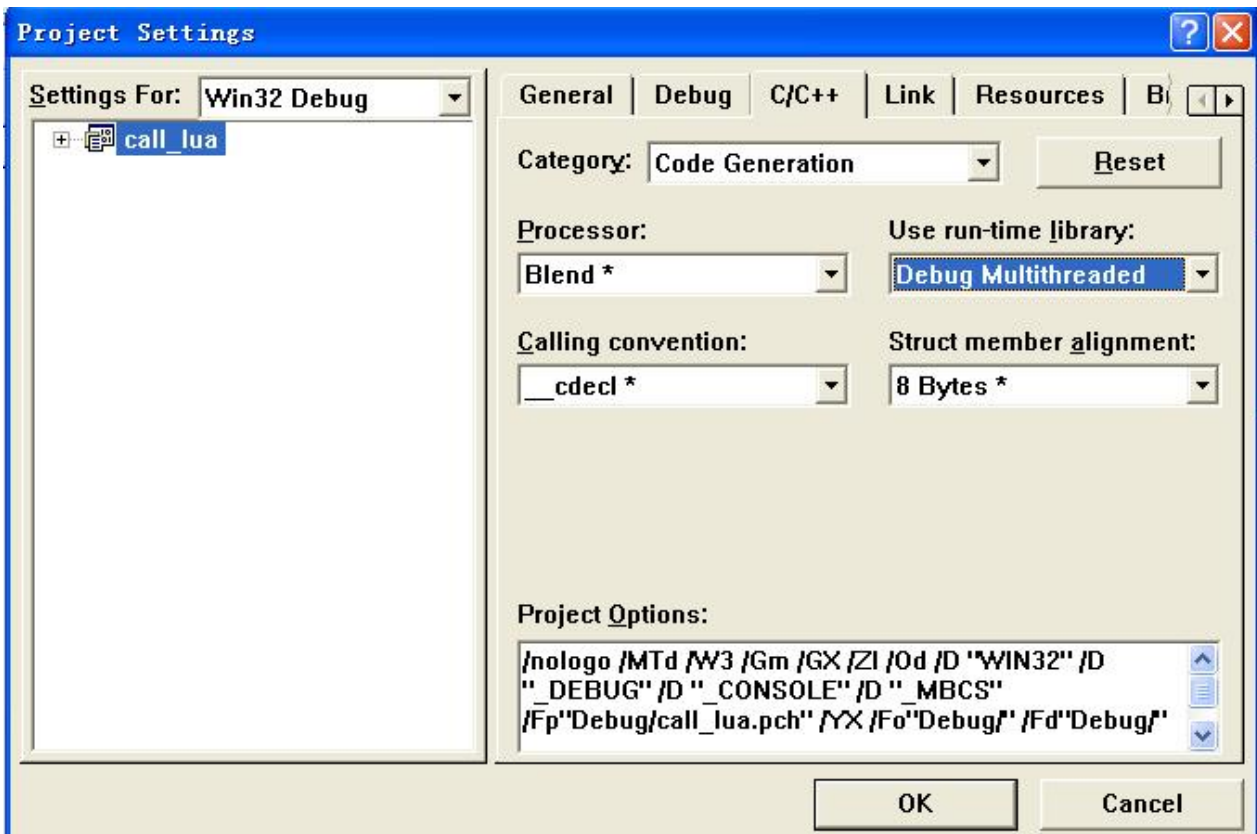 Project Settings
Settings For: Win32 Debug
call_lua
General Debug C/C++ Link Resources
Category: Code Generation Reset
Processor: Use run-time library:
Blend * Debug Multithreaded
Calling convention: Struct member alignment:
__cdecl * 8 Bytes *
Project Options:
/nologo /MTd /W3 /Gm /GX /ZI /Od /D "WIN32" /D
"_DEBUG" /D "_CONSOLE" /D "_MBCS"
/Fp"Debug/call_lua.pch" /YX /Fo"Debug/" /Fd"Debug/"
OK Cancel